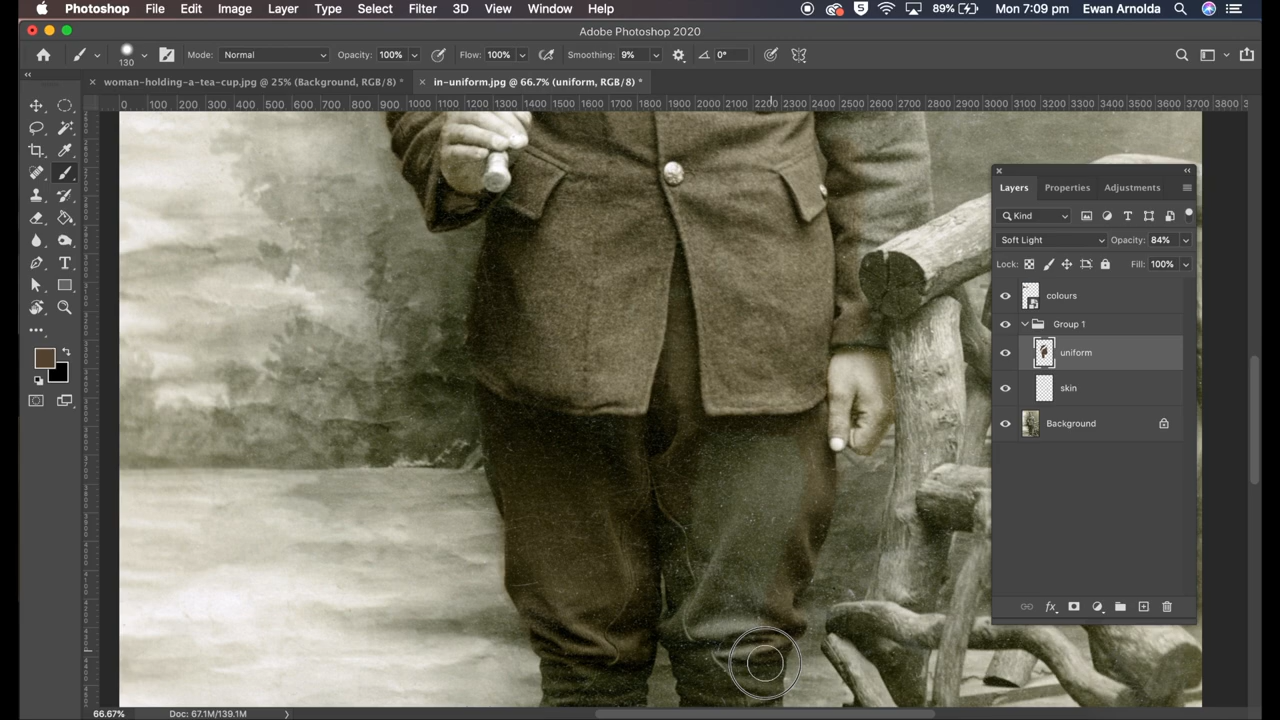 Photoshop File Edit Image Layer Type Select Filter 3D View Window Help S 89% Mon 7:09 pm Ewan Arnolda
Adobe Photoshop 2020
130 Mode: Normal Opacity: 100% Flow: 100% Smoothing: 9% 0°
× woman-holding-a-tea-cup.jpg @ 25% (Background, RGB/8) * × in-uniform.jpg @ 66.7% (uniform, RGB/8) *
0 100 200 300 400 500 600 700 800 900 1000 1100 1200 1300 1400 1500 1600 1700 1800 1900 2000 2100 2200 2300 2400 2500 2600 2700 2800 2900 3000 3100 3200 3300 3400 3500 3600 3700 3800
Layers Properties Adjustments
Kind
Soft Light Opacity: 84%
Lock: Fill: 100%
colours
Group 1
uniform
skin
Background
fx
66.67% Doc: 67.1M/139.1M